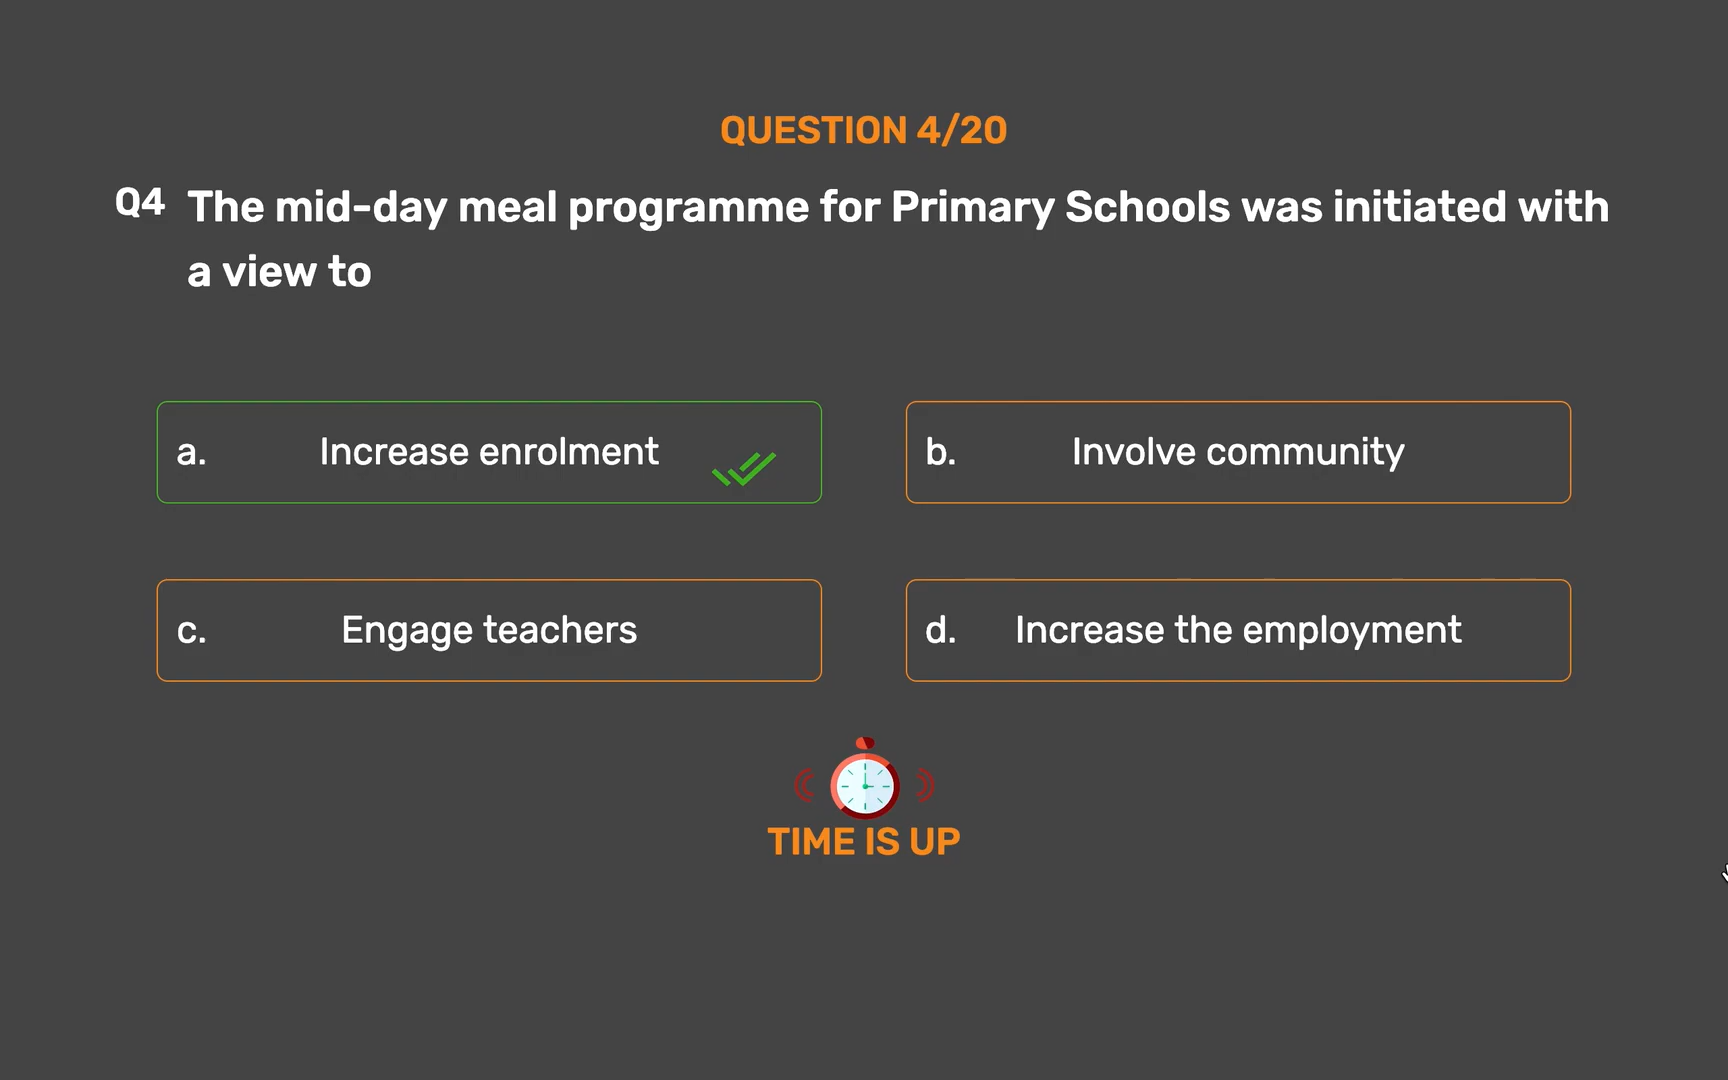 QUESTION 4/20
Q4 The mid-day meal programme for Primary Schools was initiated with
a view to
a. Increase enrolment
b. Involve community
c. Engage teachers
d. Increase the employment
TIME IS UP